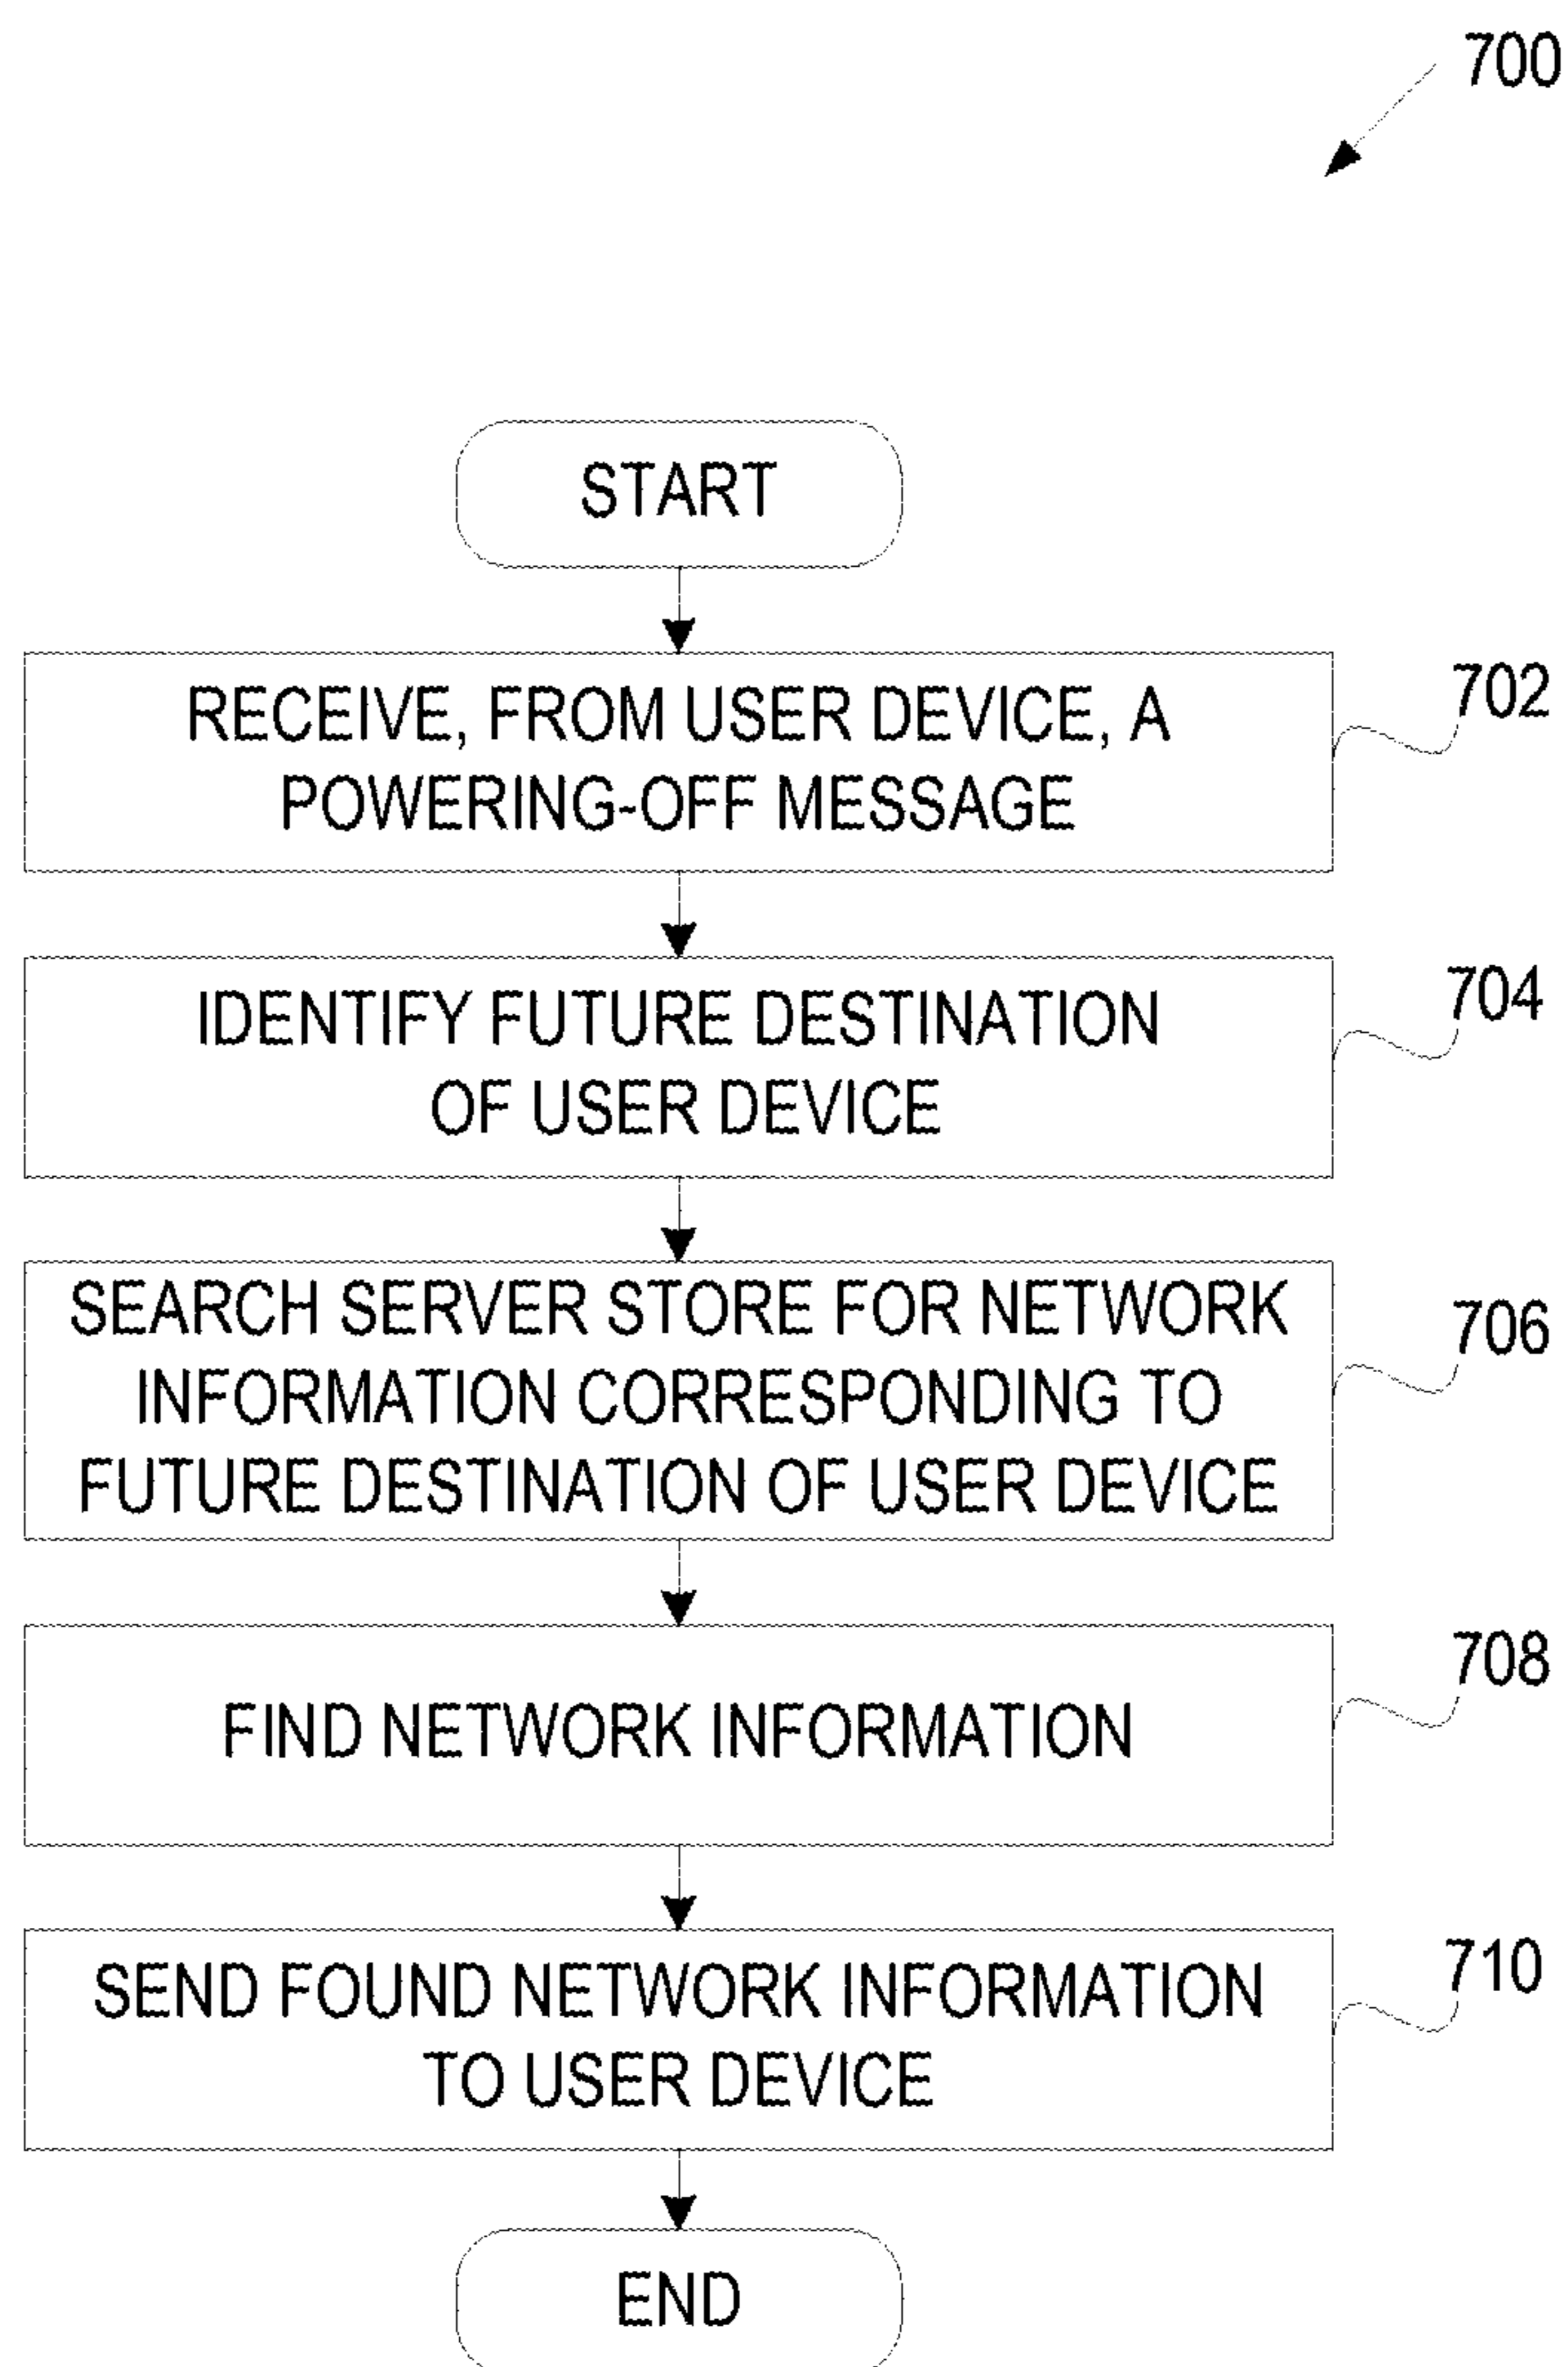 700
START
RECEIVE, FROM USER DEVICE, A
POWERING-OFF MESSAGE
702
IDENTIFY FUTURE DESTINATION
OF USER DEVICE
704
SEARCH SERVER STORE FOR NETWORK
INFORMATION CORRESPONDING TO
FUTURE DESTINATION OF USER DEVICE
706
FIND NETWORK INFORMATION
708
SEND FOUND NETWORK INFORMATION
TO USER DEVICE
710
END